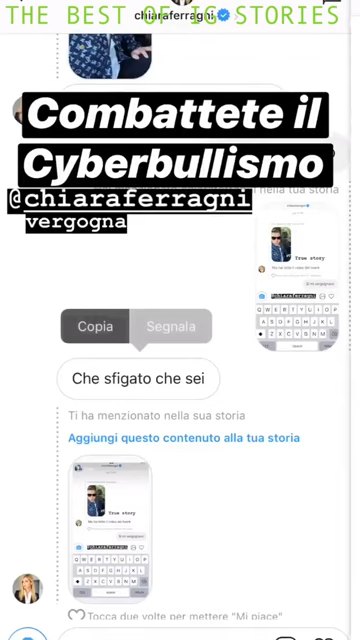 THE BEST OF IG STORIES
chiaraferragni
Combattete il
Cyberbullismo
nella tua storia
@chiaraferragni
vergogna
True story
Copia
Segnala
Che sfigato che sei
Ti ha menzionato nella sua storia
Aggiungi questo contenuto alla tua storia
True story
Tocca due volte per mettere "Mi piace"